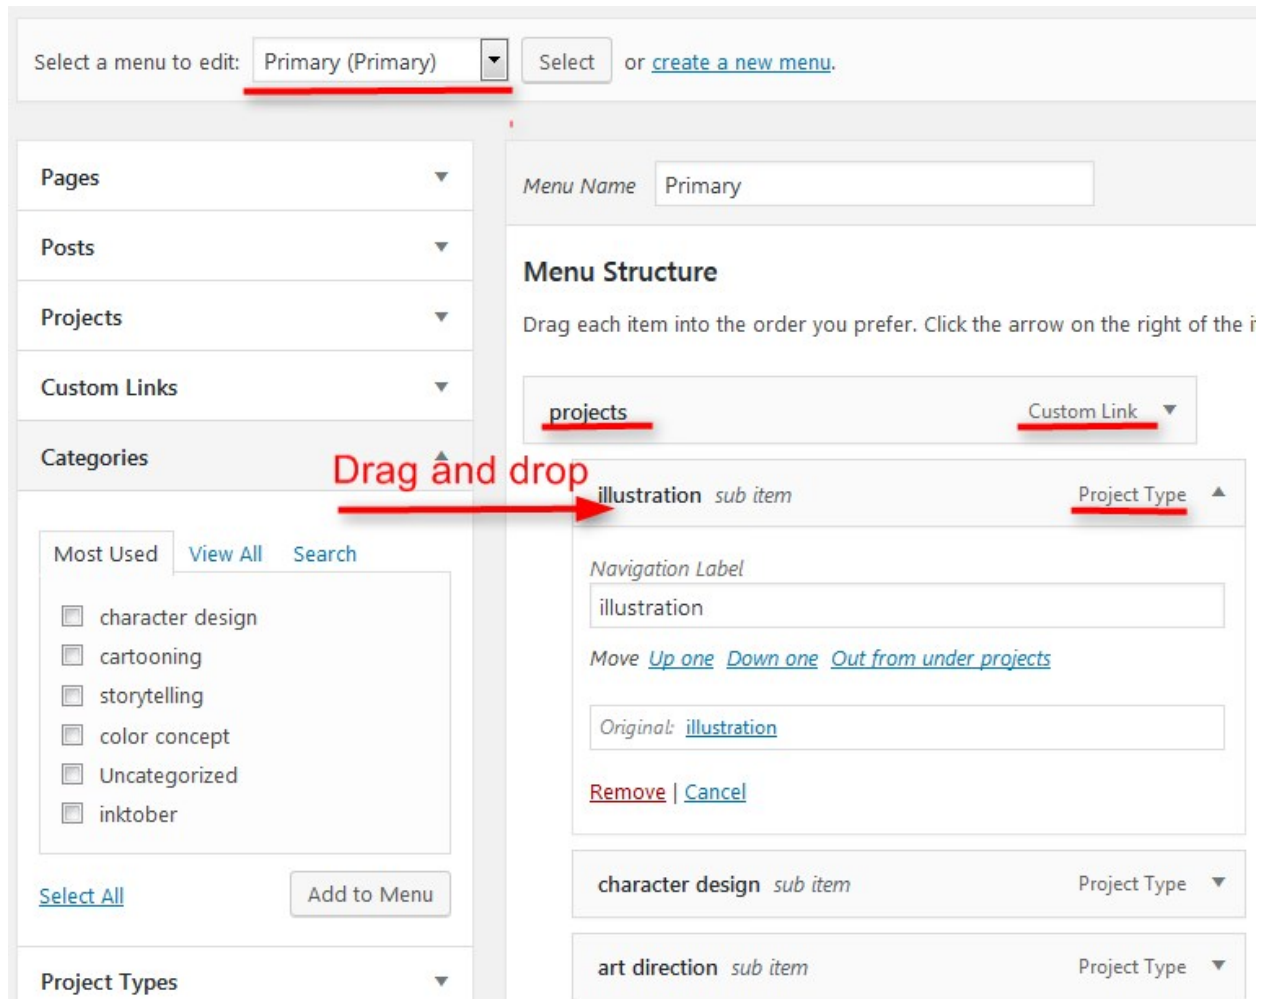 Select a menu to edit: Primary (Primary) Select or create a new menu.
Pages
Posts
Projects
Custom Links
Categories
Most Used View All Search
character design
cartooning
storytelling
color concept
Uncategorized
inktober
Select All Add to Menu
Project Types
Drag and drop
Menu Name Primary
Menu Structure
Drag each item into the order you prefer. Click the arrow on the right of the
projects Custom Link
illustration sub item Project Type
Navigation Label
illustration
Move Up one Down one Out from under projects
Original: illustration
Remove | Cancel
character design sub item Project Type
art direction sub item Project Type